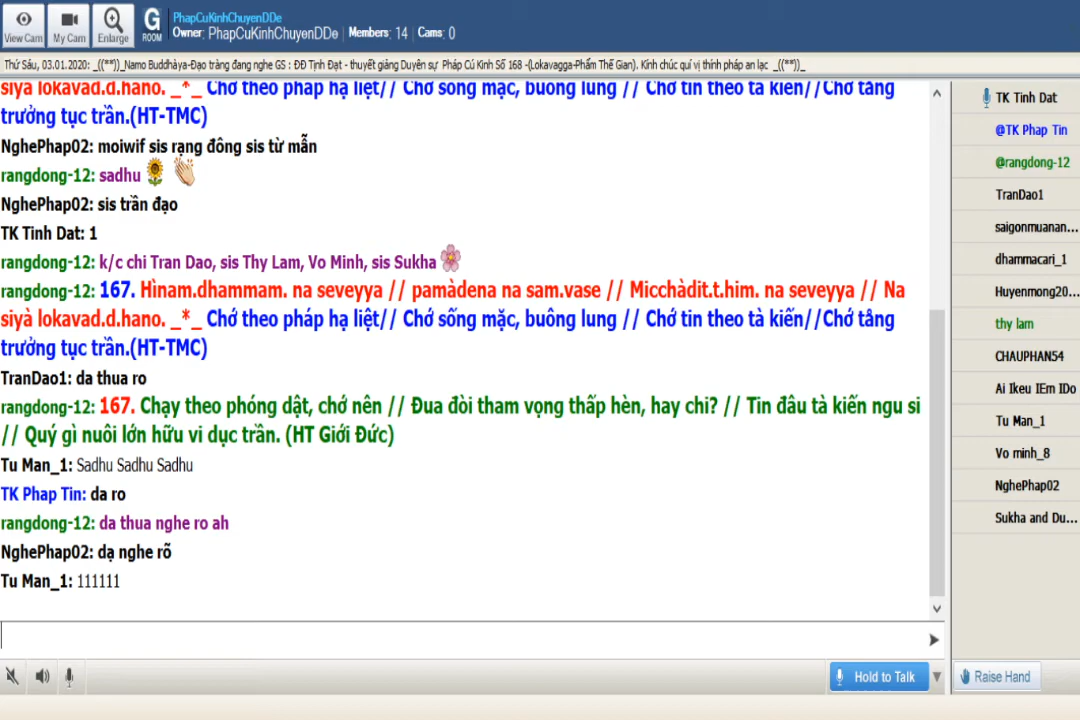 View Cam
My Cam
Enlarge
G
ROOM
PhapCuKinhChuyenDDe
Owner: PhapCuKinhChuyenDDe | Members: 14 | Cams: 0
Thứ Sáu, 03.01.2020: _((**))_Namo Buddhàya-Đạo tràng đang nghe GS : ĐĐ Tịnh Đạt - thuyết giảng Duyên sự Pháp Cú Kinh Số 168 -(Lokavagga-Phẩm Thế Gian). Kính chúc quí vị thính pháp an lạc _((**))_
siyà lokavad.d.hano. _*_ Chớ theo pháp hạ liệt// Chớ sống mặc, buông lung // Chớ tin theo tà kiến//Chớ tăng
trưởng tục trần.(HT-TMC)
NghePhap02: moiwif sis rạng đông sis từ mẫn
rangdong-12: sadhu
NghePhap02: sis trần đạo
TK Tinh Dat: 1
rangdong-12: k/c chi Tran Dao, sis Thy Lam, Vo Minh, sis Sukha
rangdong-12: 167. Hìnam.dhammam. na seveyya // pamàdena na sam.vase // Micchàdit.t.him. na seveyya // Na
siyà lokavad.d.hano. _*_ Chớ theo pháp hạ liệt// Chớ sống mặc, buông lung // Chớ tin theo tà kiến//Chớ tăng
trưởng tục trần.(HT-TMC)
TranDao1: da thua ro
rangdong-12: 167. Chạy theo phóng dật, chớ nên // Đua đòi tham vọng thấp hèn, hay chi? // Tin đâu tà kiến ngu si
// Quý gì nuôi lớn hữu vi dục trần. (HT Giới Đức)
Tu Man_1: Sadhu Sadhu Sadhu
TK Phap Tin: da ro
rangdong-12: da thua nghe ro ah
NghePhap02: dạ nghe rõ
Tu Man_1: 111111
Hold to Talk
TK Tinh Dat
@TK Phap Tin
@rangdong-12
TranDao1
saigonmuanan...
dhammacari_1
Huyenmong20...
thy lam
CHAUPHAN54
Ai Ikeu IEm IDo
Tu Man_1
Vo minh_8
NghePhap02
Sukha and Du...
Raise Hand